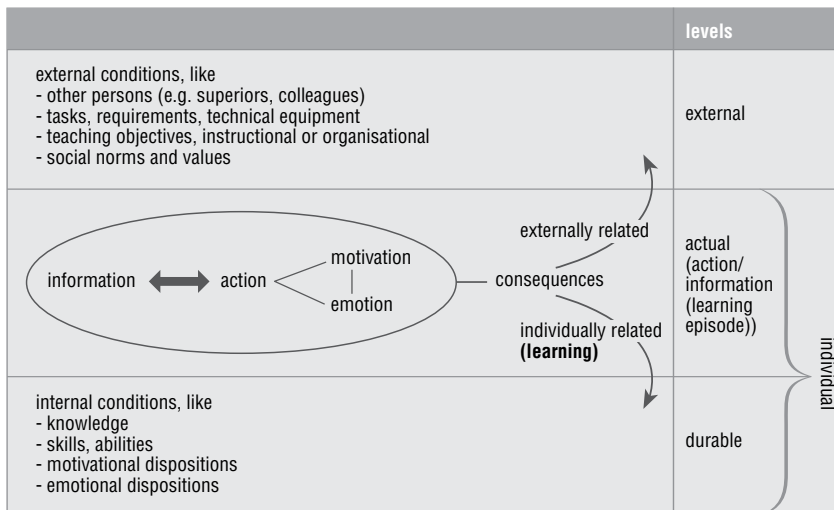 levels
external conditions, like
- other persons (e.g. superiors, colleagues)
- tasks, requirements, technical equipment
- teaching objectives, instructional or organisational
- social norms and values
external
information
action
motivation
emotion
consequences
externally related
individually related
(learning)
actual
(action/
information
(learning
episode))
individual
internal conditions, like
- knowledge
- skills, abilities
- motivational dispositions
- emotional dispositions
durable